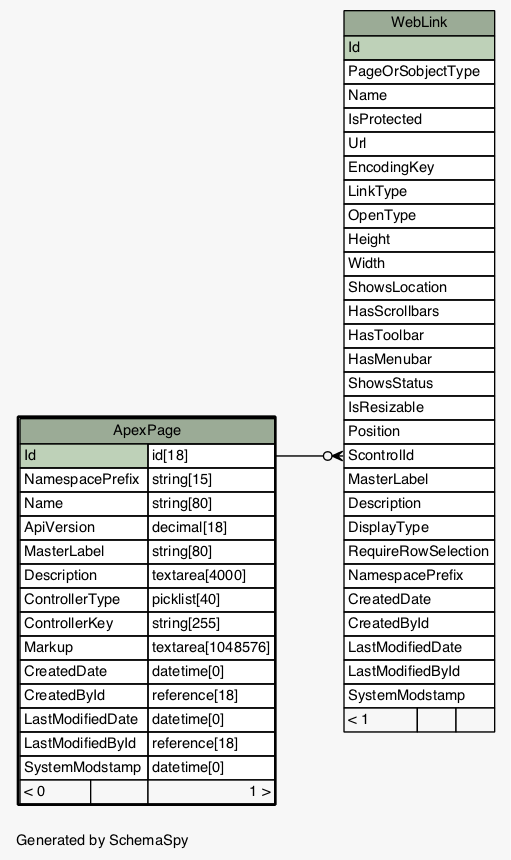 WebLink
Id
PageOrSobjectType
Name
IsProtected
Url
EncodingKey
LinkType
OpenType
Height
Width
ShowsLocation
HasScrollbars
HasToolbar
HasMenubar
ShowsStatus
IsResizable
Position
ScontrolId
MasterLabel
Description
DisplayType
RequireRowSelection
NamespacePrefix
CreatedDate
CreatedById
LastModifiedDate
LastModifiedById
SystemModstamp
< 1
ApexPage
Id id[18]
NamespacePrefix string[15]
Name string[80]
ApiVersion decimal[18]
MasterLabel string[80]
Description textarea[4000]
ControllerType picklist[40]
ControllerKey string[255]
Markup textarea[1048576]
CreatedDate datetime[0]
CreatedById reference[18]
LastModifiedDate datetime[0]
LastModifiedById reference[18]
SystemModstamp datetime[0]
< 0 1 >
Generated by SchemaSpy